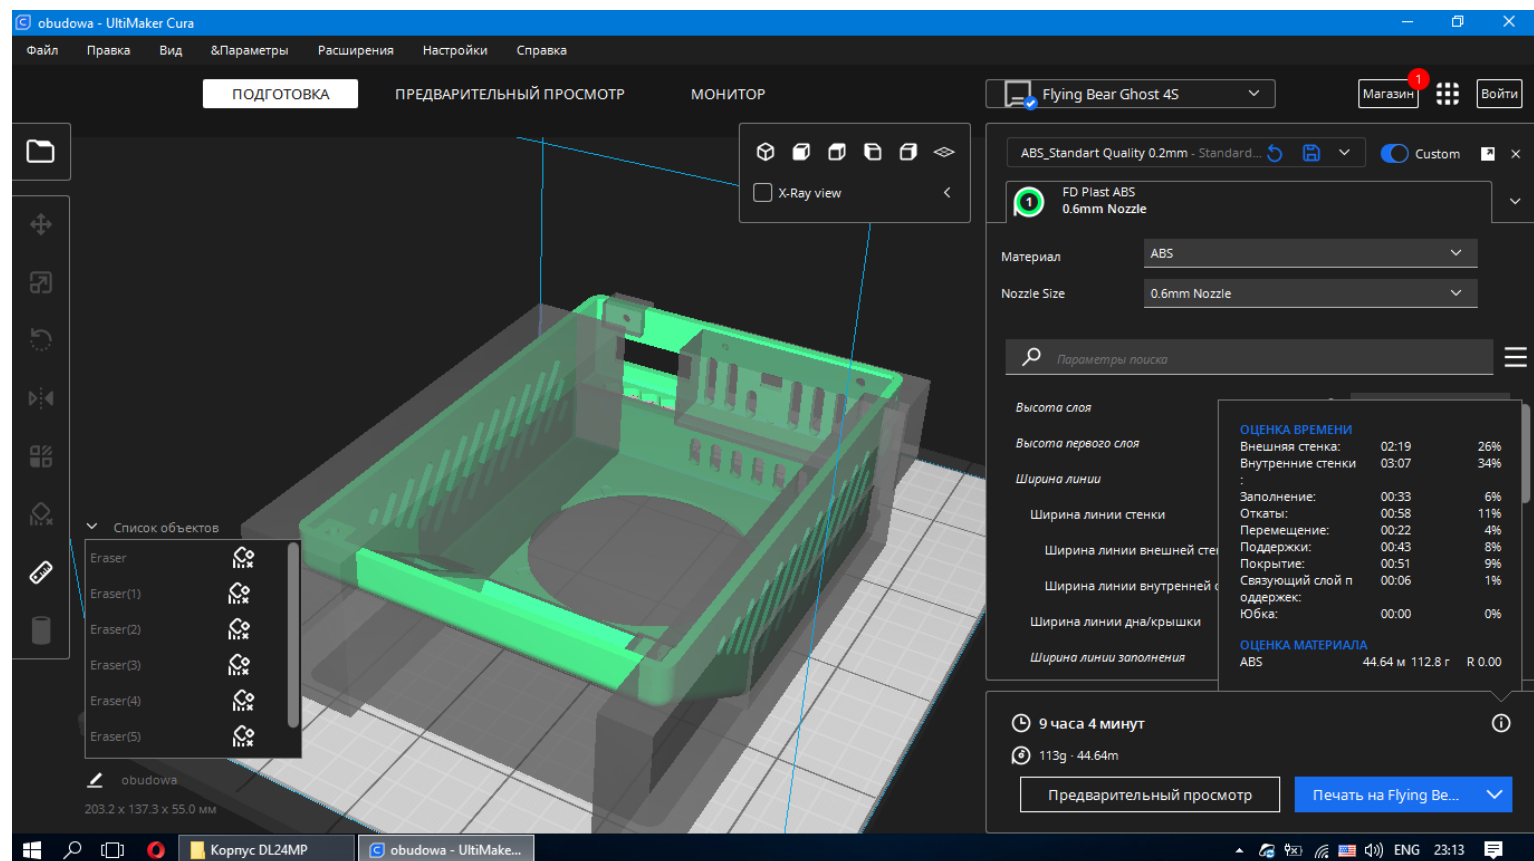 obudowa - UltiMaker Cura
Файл Правка Вид &Параметры Расширения Настройки Справка
ПОДГОТОВКА ПРЕДВАРИТЕЛЬНЫЙ ПРОСМОТР МОНИТОР
Flying Bear Ghost 4S
Магазин 1
Войти
X-Ray view
ABS_Standart Quality 0.2mm - Standard...
Custom
1
FD Plast ABS
0.6mm Nozzle
Материал ABS
Nozzle Size 0.6mm Nozzle
Параметры поиска
Высота слоя
Высота первого слоя
Ширина линии
Ширина линии стенки
Ширина линии внешней сте
Ширина линии внутренней
Ширина линии дна/крышки
Ширина линии заполнения
ОЦЕНКА ВРЕМЕНИ
Внешняя стенка: 02:19 26%
Внутренние стенки 03:07 34%
:
Заполнение: 00:33 6%
Откаты: 00:58 11%
Перемещение: 00:22 4%
Поддержки: 00:43 8%
Покрытие: 00:51 9%
Связующий слой п 00:06 1%
оддержек:
Юбка: 00:00 0%
ОЦЕНКА МАТЕРИАЛА
ABS 44.64 м 112.8 г R 0.00
9 часа 4 минут
113g · 44.64m
Предварительный просмотр
Печать на Flying Be...
Список объектов
Eraser
Eraser(1)
Eraser(2)
Eraser(3)
Eraser(4)
Eraser(5)
obudowa
203.2 x 137.3 x 55.0 мм
Корпус DL24MP
obudowa - UltiMake...
ENG 23:13